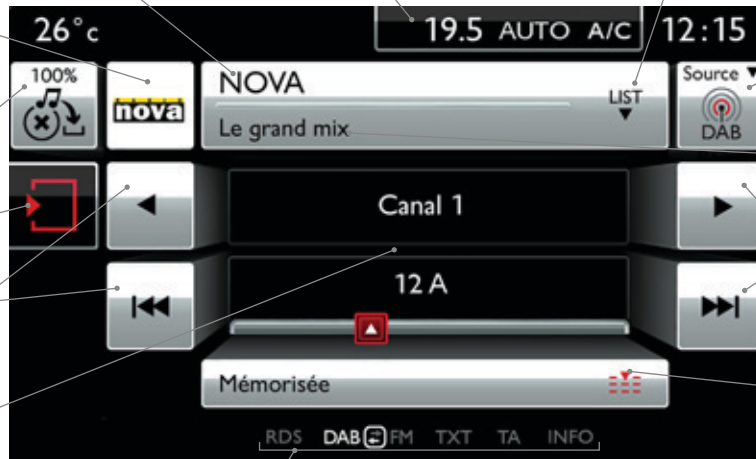 26°c
19.5 AUTO A/C
12:15
100%
nova
NOVA
LIST
Le grand mix
Source
DAB
Canal 1
12 A
Mémorisée
RDS DAB FM TXT TA INFO